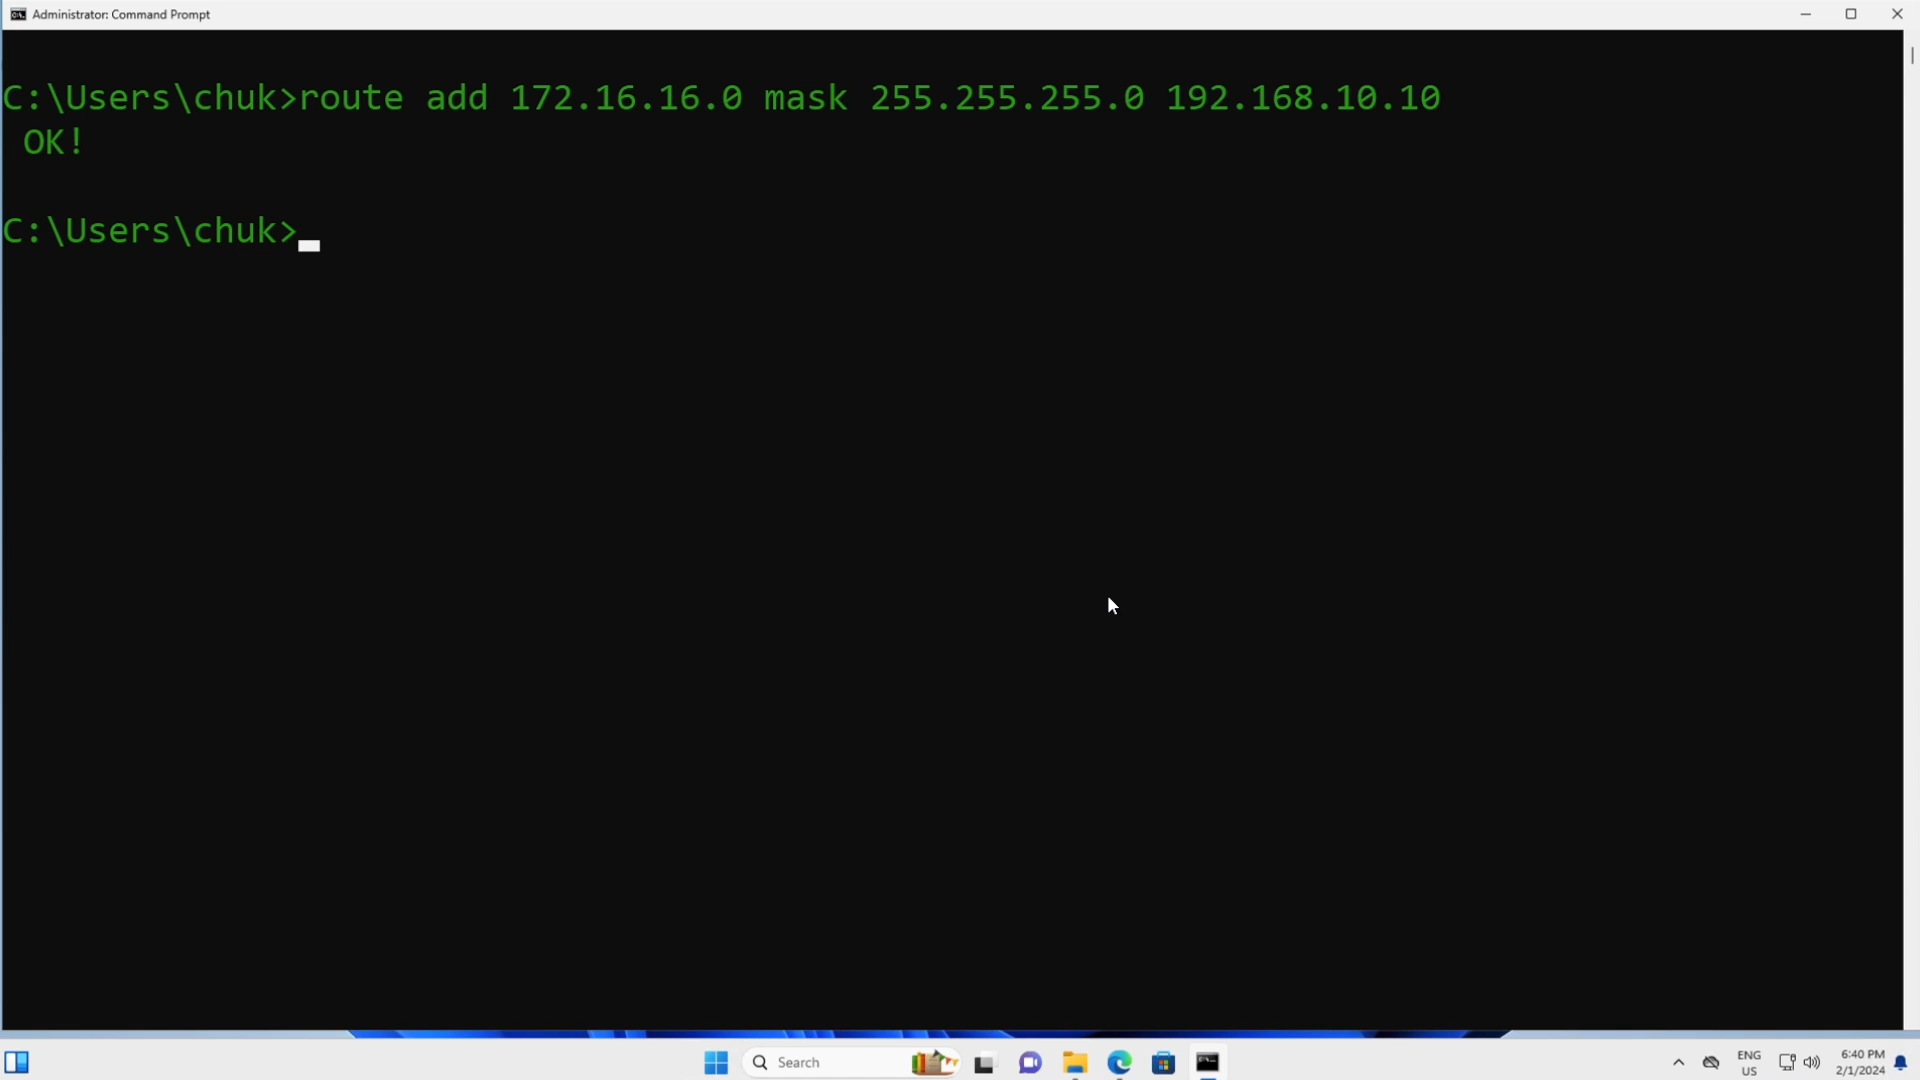 Administrator: Command Prompt
C:\Users\chuk>route add 172.16.16.0 mask 255.255.255.0 192.168.10.10
OK!
C:\Users\chuk>
Search
ENG
US
6:40 PM
2/1/2024